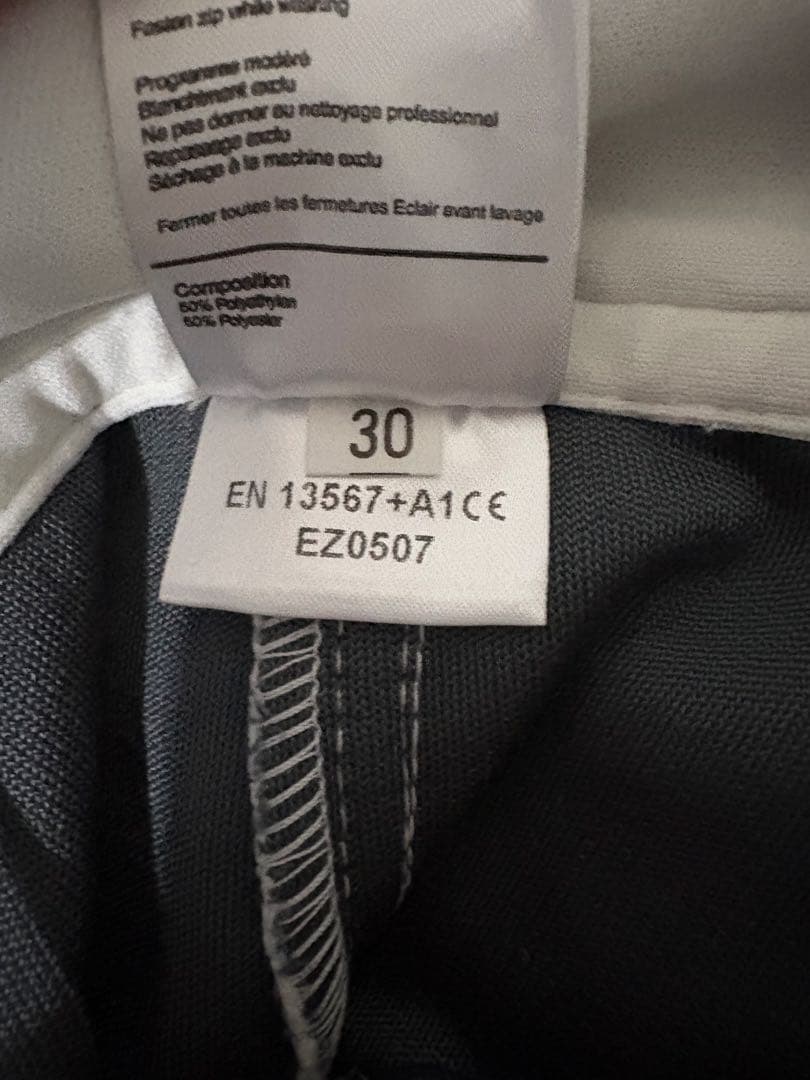 Fasten zip while washing
Programme modéré
Blanchiment exclu
Ne pas donner au nettoyage professionnel
Repassage exclu
Séchage à la machine exclu
Fermer toutes les fermetures Eclair avant lavage
Composition
50% Polyethylen
50% Polyester
30
EN 13567+A1 CE
EZ0507